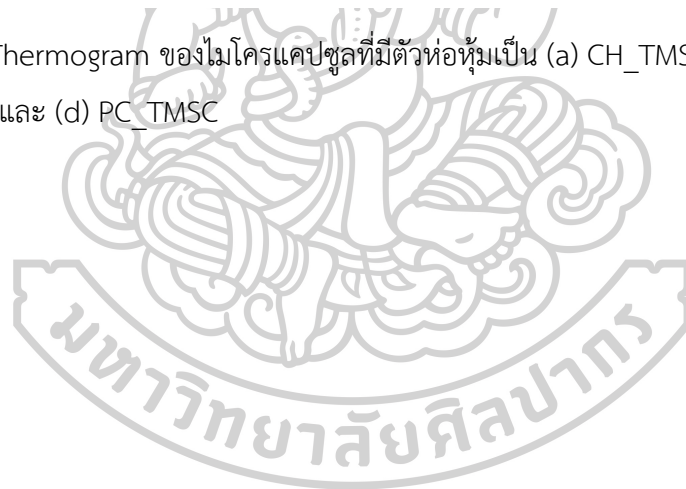 Thermogram ของไมโครแคปซูลที่มีตัวห่อหุ้มเป็น (a) CH_TMS
และ (d) PC_TMSC
มหาวิทยาลัยศิลปากร